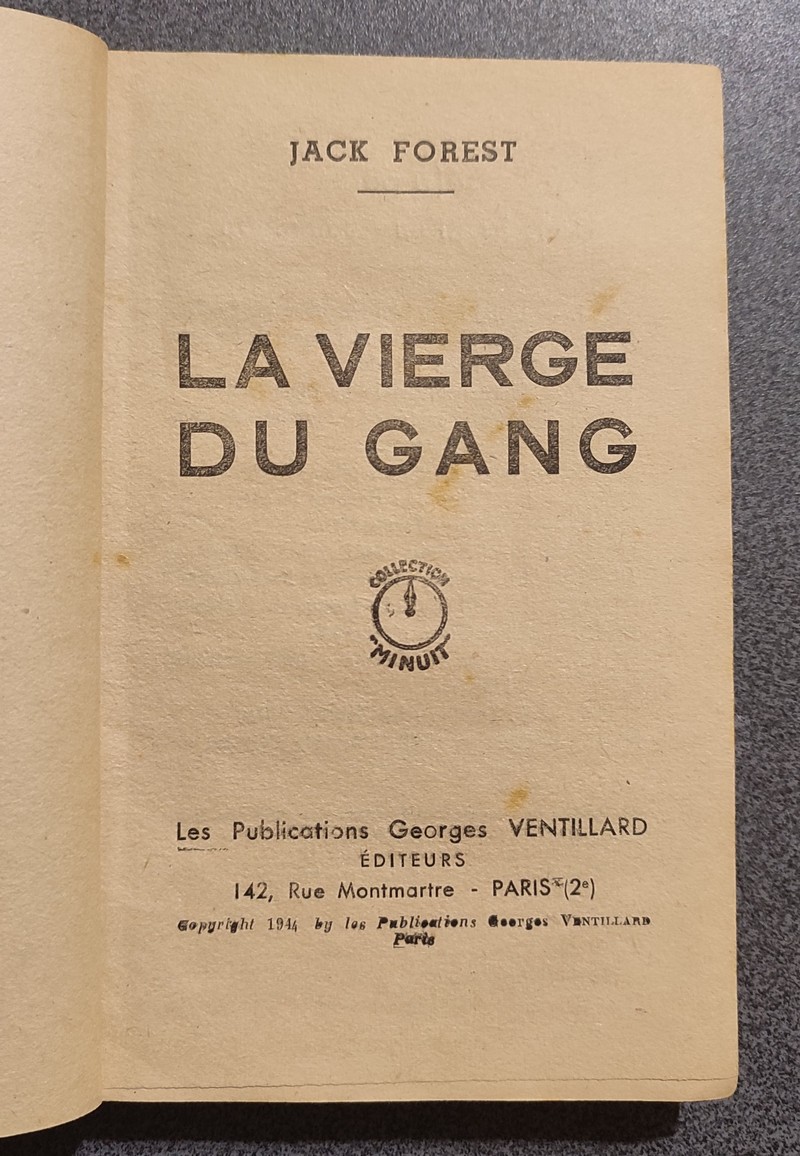 JACK FOREST
LA VIERGE
DU GANG
COLLECTION
"MINUIT"
Les Publications Georges VENTILLARD
ÉDITEURS
142, Rue Montmartre - PARIS (2e)
Copyright 1944 by les Publications Georges VENTILLARD
Paris